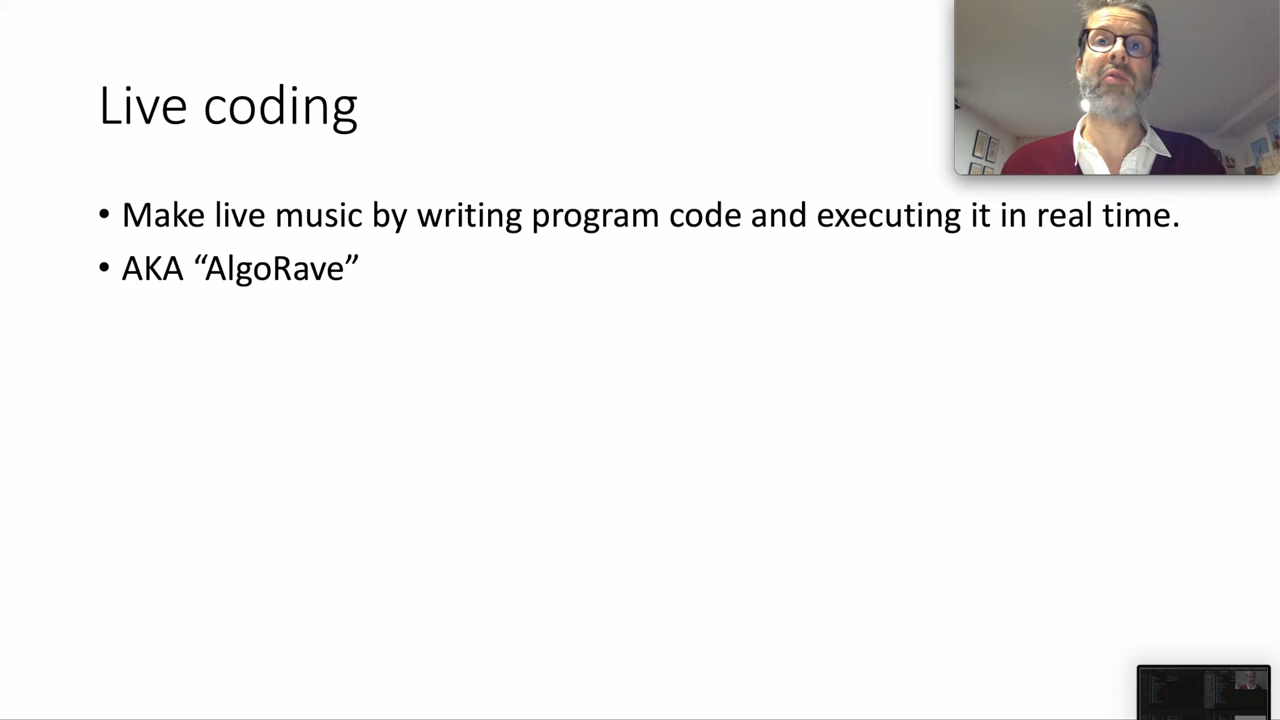 Live coding
• Make live music by writing program code and executing it in real time.
• AKA “AlgoRave”